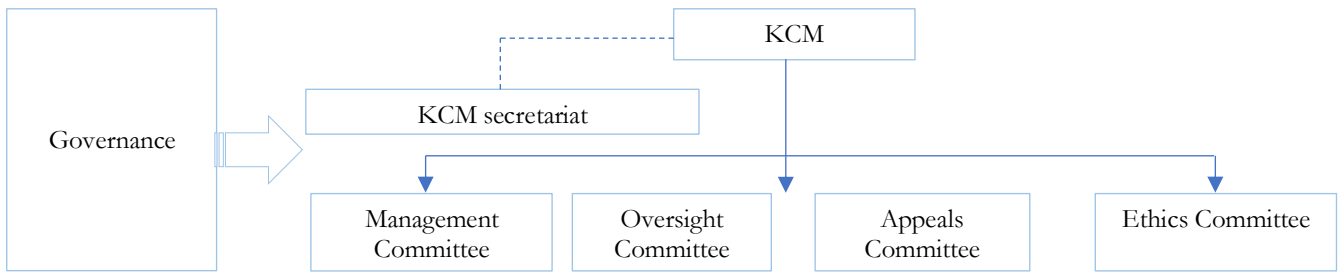 KCM
KCM secretariat
Governance
Management
Committee
Oversight
Committee
Appeals
Committee
Ethics Committee